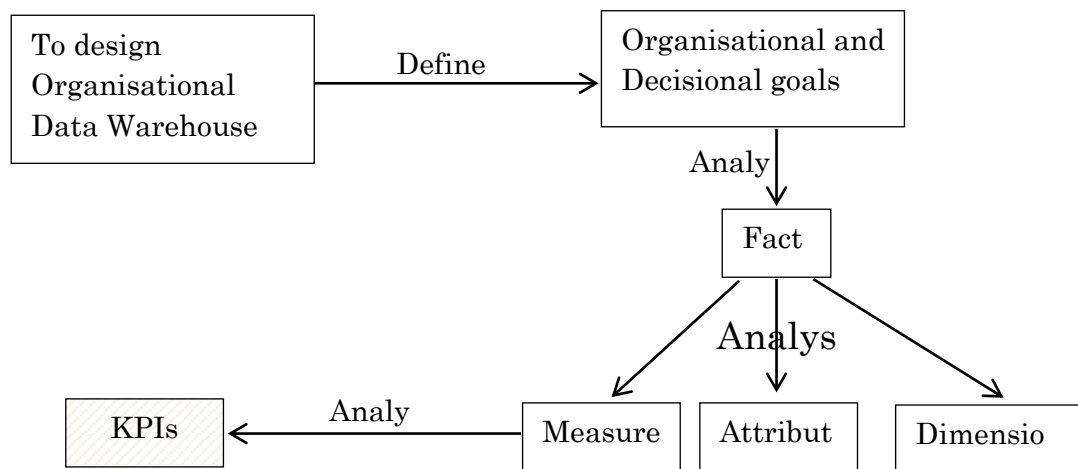 To design
Organisational
Data Warehouse
Define
Organisational and
Decisional goals
Analy
Fact
Analys
KPIs
Analy
Measure
Attribut
Dimensio